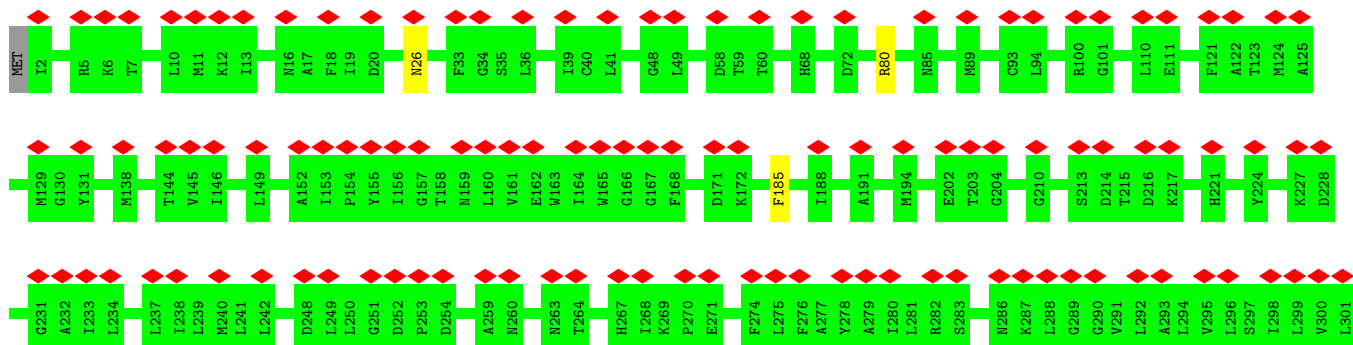 MET I2 R5 K6 T7 L10 M11 K12 I13 N16 A17 F18 I19 D20 N26 F33 G34 S35 L36 I39 C40 L41 G48 L49 D58 T59 T60 H68 D72 R80 N85 M89 C93 L94 R100 G101 L110 E111 F121 A122 T123 M124 A125
M129 G130 Y131 M138 T144 V145 I146 L149 A152 I153 P154 Y155 I156 G157 T158 N159 L160 V161 E162 W163 I164 W165 G166 G167 F168 D171 K172 F185 I188 A191 M194 E202 T203 G204 G210 S213 D214 T215 D216 K217 H221 Y224 K227 D228
G231 A232 I233 L234 L237 I238 L239 M240 L241 L242 D248 L249 L250 G251 D252 P253 D254 A259 N260 N263 T264 H267 I268 K269 P270 E271 F274 L275 F276 A277 Y278 A279 I280 L281 R282 S283 N286 K287 L288 G289 G290 V291 L292 A293 L294 V295 L296 S297 I298 L299 V300 L301